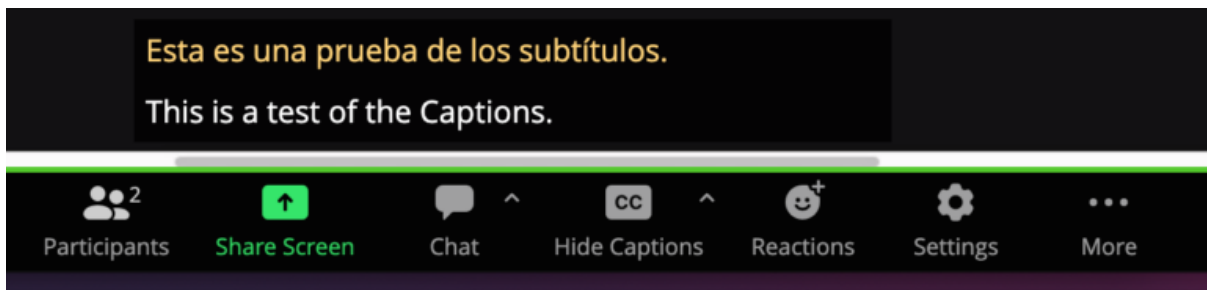 Esta es una prueba de los subtítulos.
This is a test of the Captions.
2
CC
Participants Share Screen Chat Hide Captions Reactions Settings More